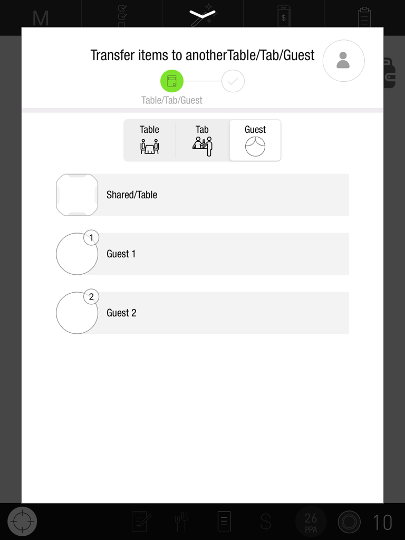 M
$
Transfer items to anotherTable/Tab/Guest
Table/Tab/Guest
Table
Tab
Guest
Shared/Table
1
Guest 1
2
Guest 2
S
26
PPA
10